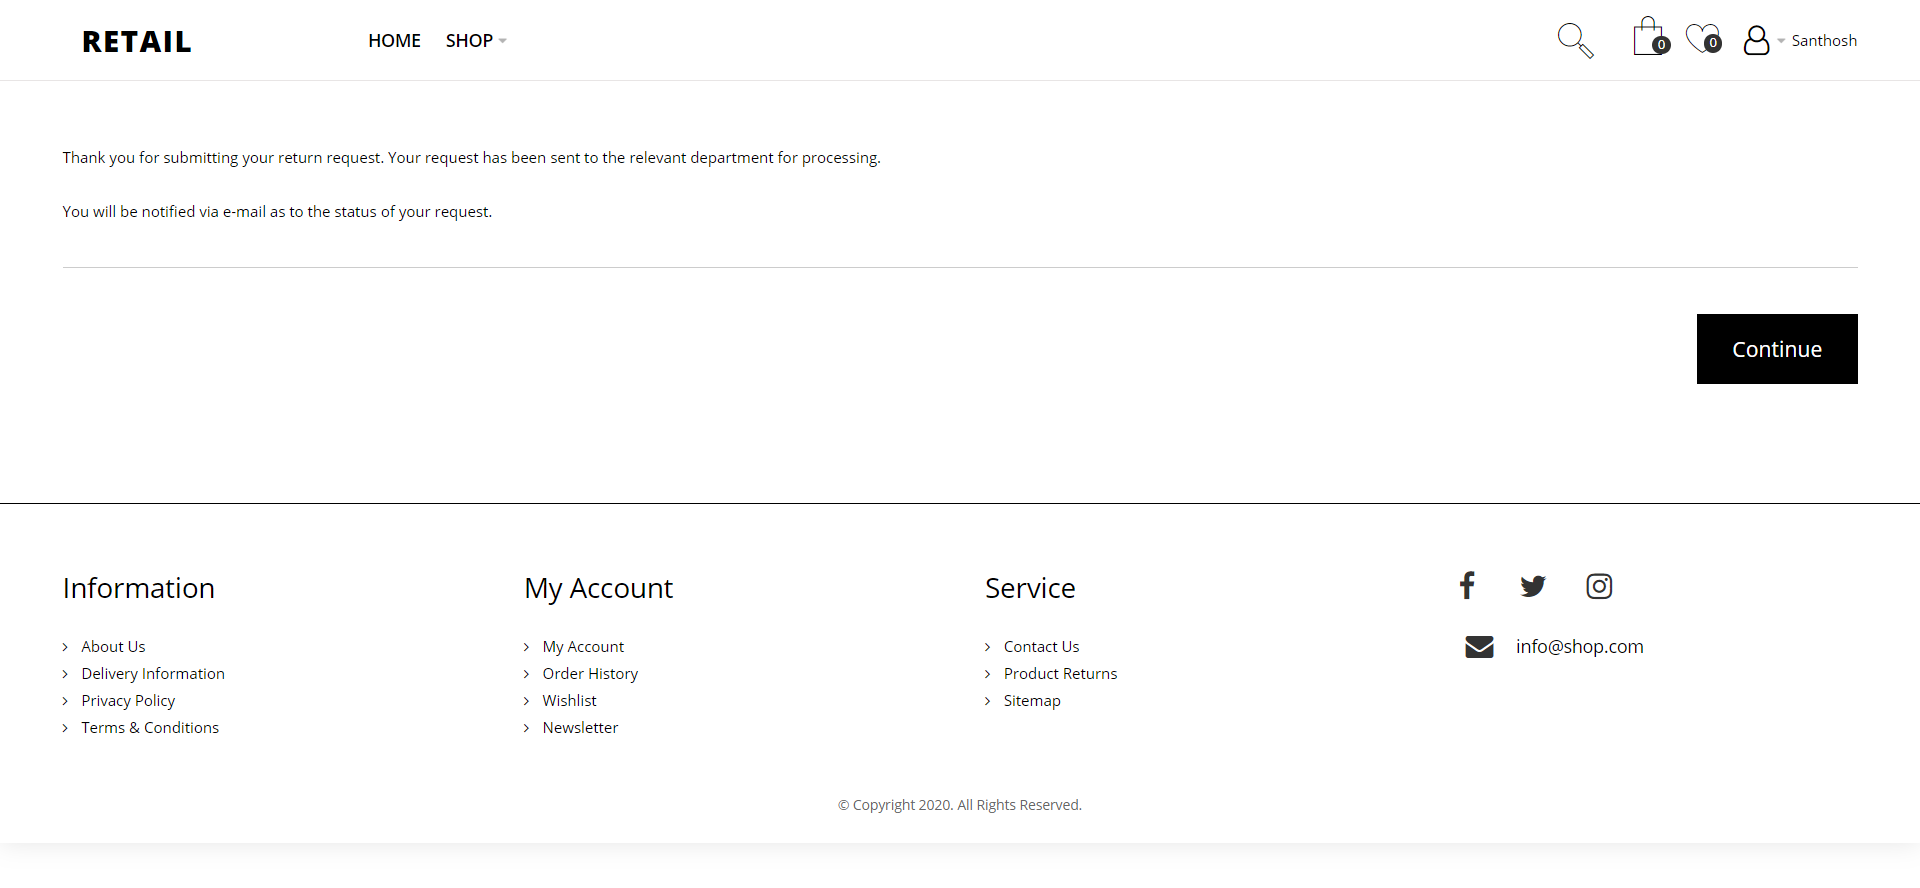 RETAIL
HOME SHOP
0 0 Santhosh
Thank you for submitting your return request. Your request has been sent to the relevant department for processing.
You will be notified via e-mail as to the status of your request.
Continue
Information
About Us
Delivery Information
Privacy Policy
Terms & Conditions
My Account
My Account
Order History
Wishlist
Newsletter
Service
Contact Us
Product Returns
Sitemap
info@shop.com
© Copyright 2020. All Rights Reserved.